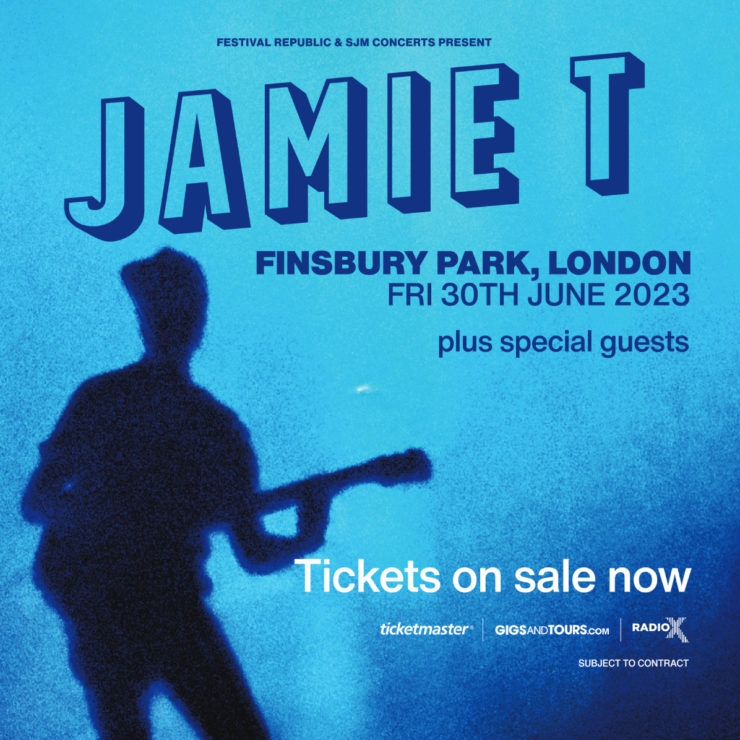 FESTIVAL REPUBLIC & SJM CONCERTS PRESENT
JAMIE T
FINSBURY PARK, LONDON
FRI 30TH JUNE 2023
plus special guests
Tickets on sale now
ticketmaster® GIGSANDTOURS.COM RADIO X
SUBJECT TO CONTRACT